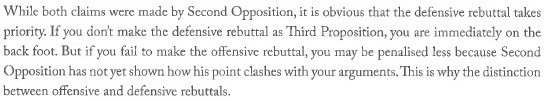 While both claims were made by Second Opposition, it is obvious that the defensive rebuttal takes
priority. If you don't make the defensive rebuttal as Third Proposition, you are immediately on the
back foot. But if you fail to make the offensive rebuttal, you may be penalised less because Second
Opposition has not yet shown how his point clashes with your arguments. This is why the distinction
between offensive and defensive rebuttals.